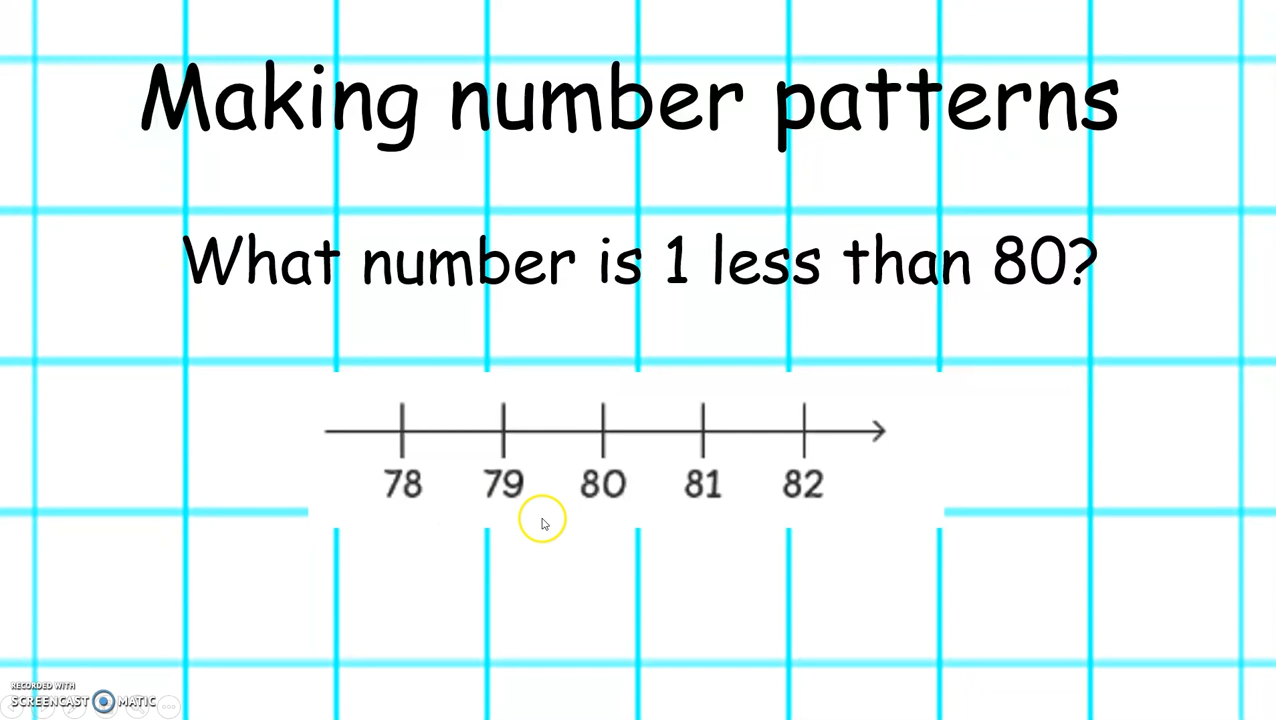 Making number patterns
What number is 1 less than 80?
78 79 80 81 82
RECORDED WITH
SCREENCAST MATIC